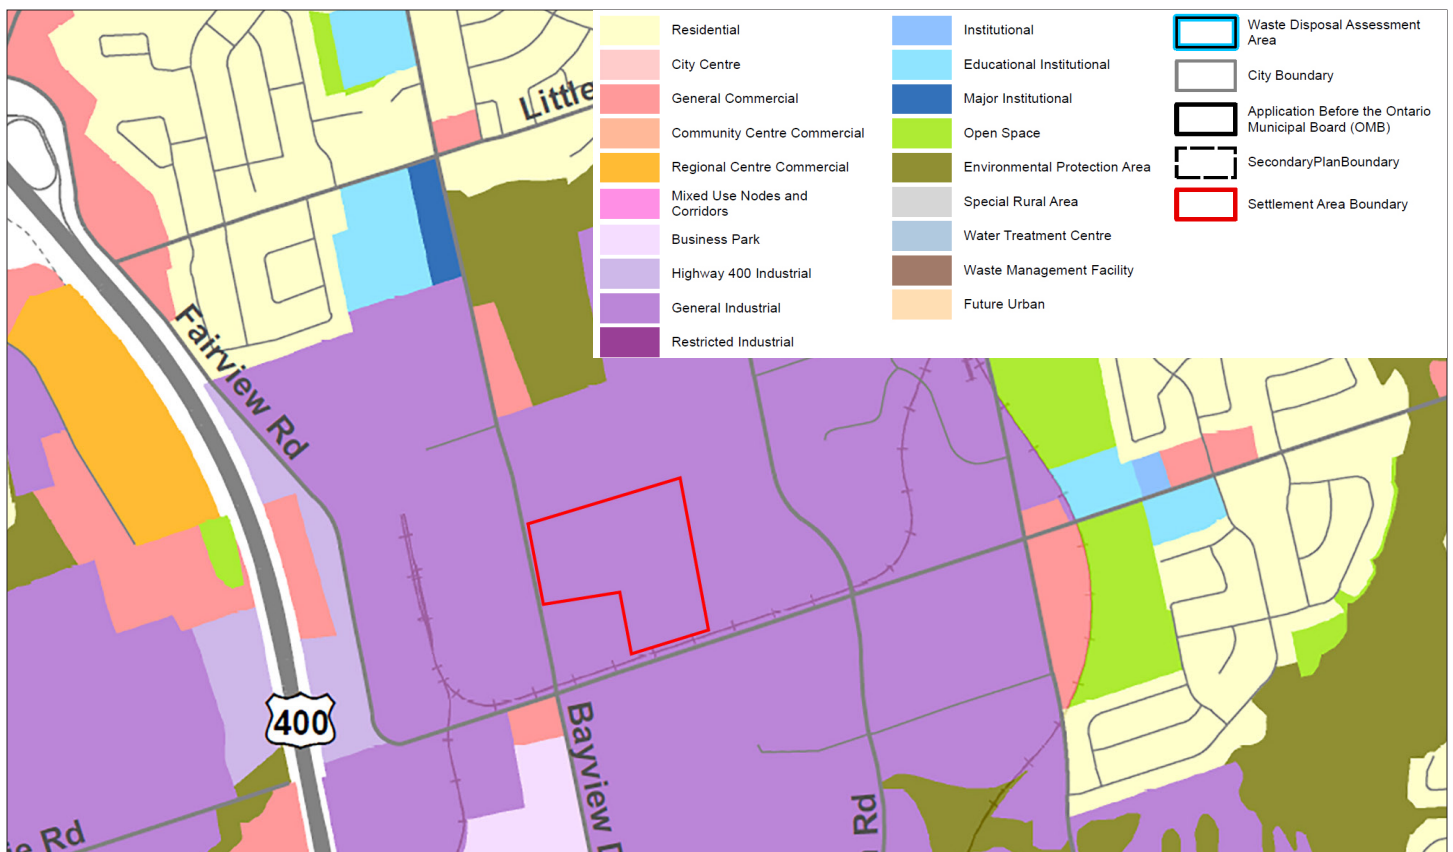 Residential
City Centre
General Commercial
Community Centre Commercial
Regional Centre Commercial
Mixed Use Nodes and
Corridors
Business Park
Highway 400 Industrial
General Industrial
Restricted Industrial
Institutional
Educational Institutional
Major Institutional
Open Space
Environmental Protection Area
Special Rural Area
Water Treatment Centre
Waste Management Facility
Future Urban
Waste Disposal Assessment
Area
City Boundary
Application Before the Ontario
Municipal Board (OMB)
SecondaryPlanBoundary
Settlement Area Boundary
Little
Fairview Rd
400
Bayview
Rd
Rd